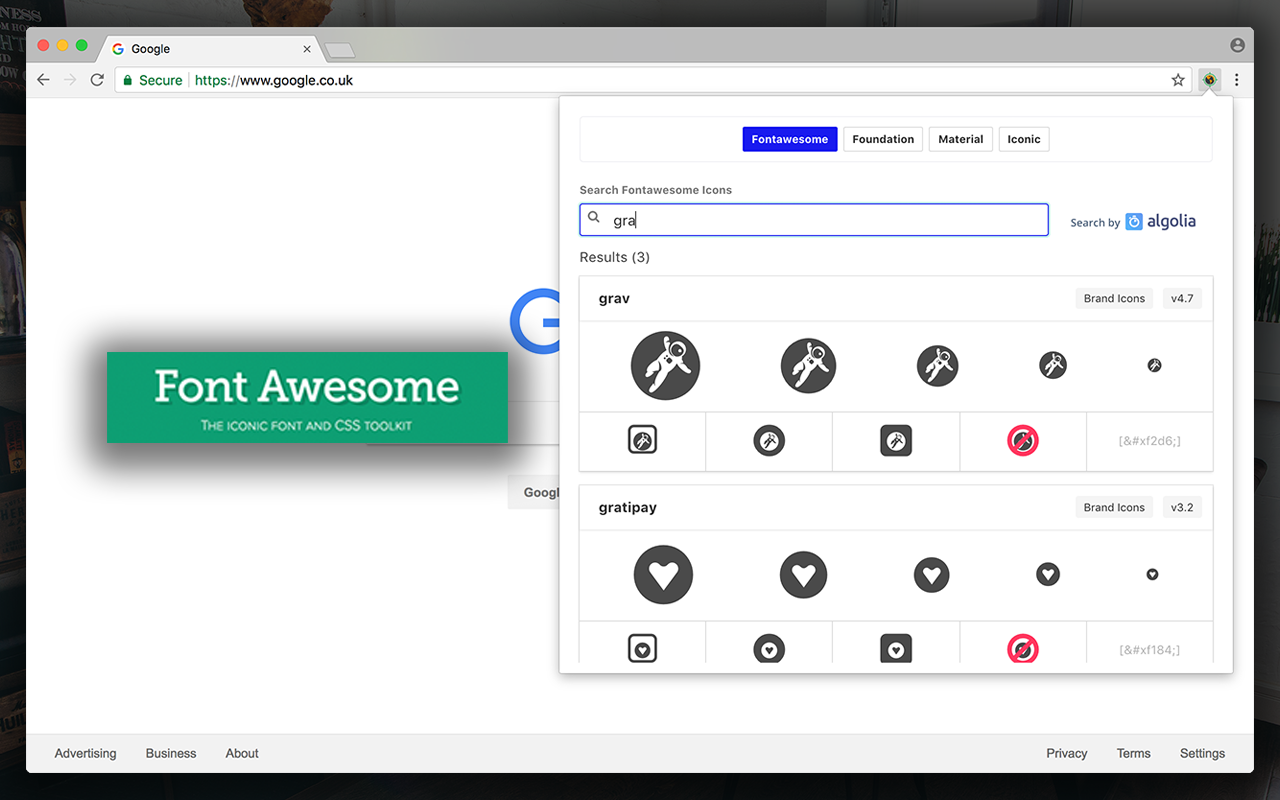 Google
Secure
https://www.google.co.uk
Fontawesome
Foundation
Material
Iconic
Search Fontawesome Icons
gra
Search by algolia
Results (3)
grav
Brand Icons
v4.7
[&#xf2d6;]
gratipay
Brand Icons
v3.2
[&#xf184;]
Font Awesome
The iconic font and CSS toolkit
Googl
Advertising
Business
About
Privacy
Terms
Settings